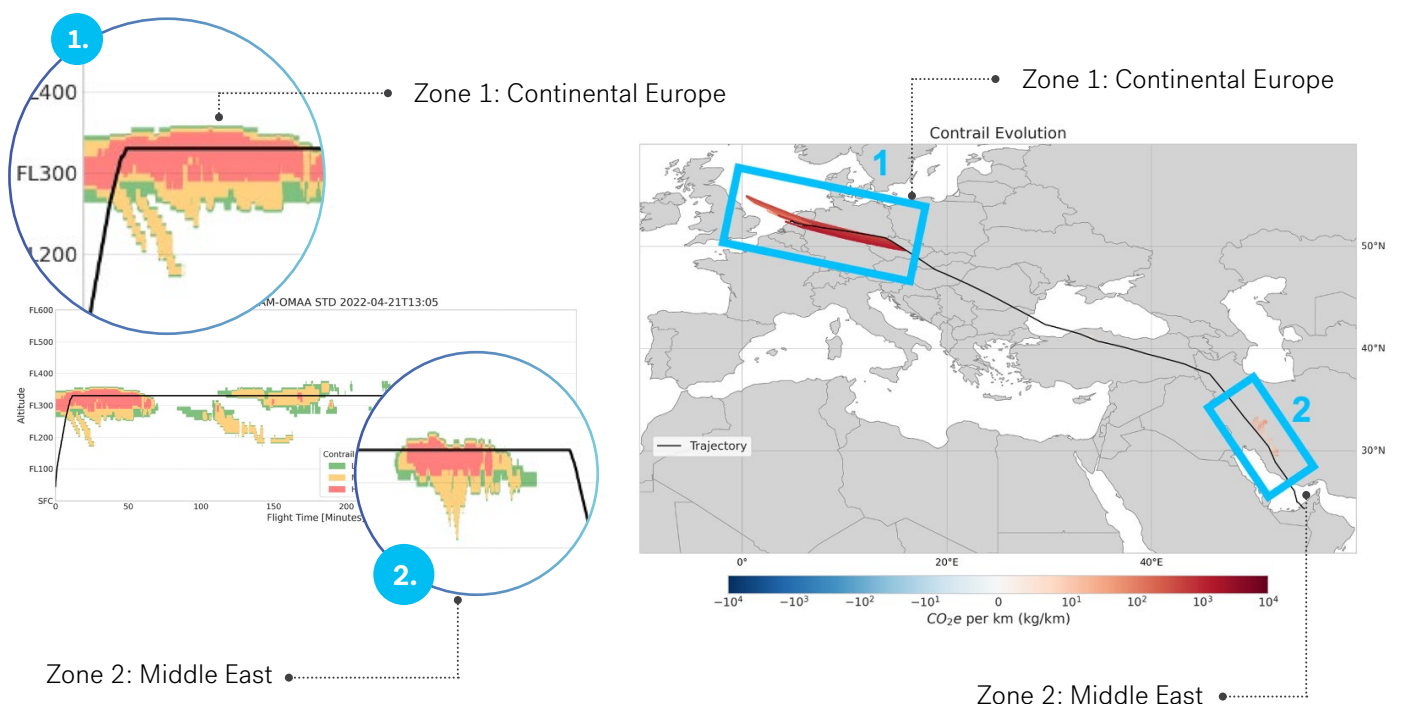 1.
Zone 1: Continental Europe
L400
FL300
L200
AM-OMAA STD 2022-04-21T13:05
FL600
FL500
FL400
FL300
FL200
FL100
SFC
Altitude
0 50 100 150 200
Flight Time [Minutes]
Contrail
2.
Zone 2: Middle East
Zone 1: Continental Europe
Contrail Evolution
1
2
50°N
40°N
30°N
Trajectory
0° 20°E 40°E
−10⁴ −10³ −10² −10¹ 0 10¹ 10² 10³ 10⁴
CO₂e per km (kg/km)
Zone 2: Middle East